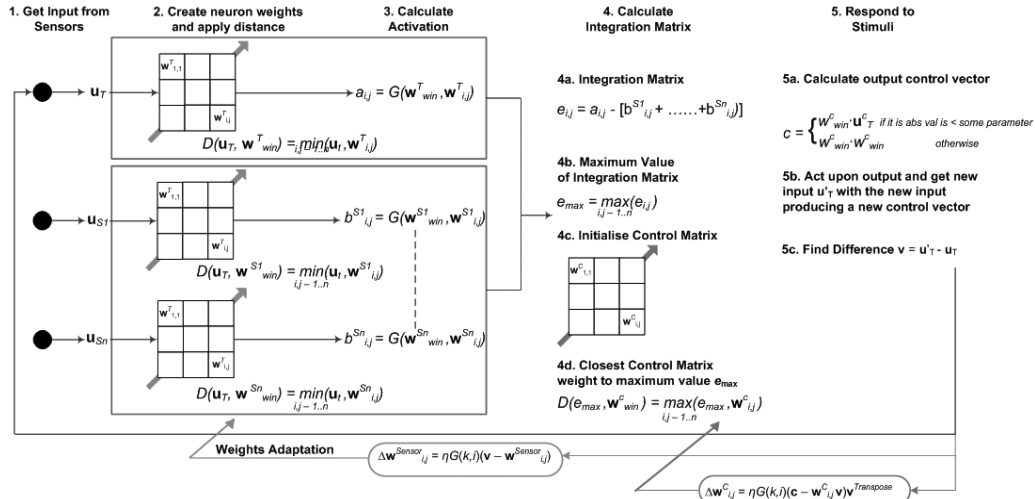 1. Get Input from
Sensors
2. Create neuron weights
and apply distance
3. Calculate
Activation
4. Calculate
Integration Matrix
5. Respond to
Stimuli
u_T
w^T_1,1
w^T_i,j
a_i,j = G(w^T_win, w^T_i,j)
D(u_T, w^T_win) = min(u_t, w^T_i,j)
i,j – 1..n
u_S1
w^T_1,1
w^T_i,j
b^S1_i,j = G(w^S1_win, w^S1_i,j)
D(u_T, w^S1_win) = min(u_t, w^S1_i,j)
i,j – 1..n
u_Sn
w^T_1,1
w^T_i,j
b^Sn_i,j = G(w^Sn_win, w^Sn_i,j)
D(u_T, w^Sn_win) = min(u_t, w^Sn_i,j)
i,j – 1..n
4a. Integration Matrix
e_i,j = a_i,j - [b^S1_i,j + ......+b^Sn_i,j)]
4b. Maximum Value
of Integration Matrix
e_max = max(e_i,j)
i,j – 1..n
4c. Initialise Control Matrix
w^C_1,1
w^C_i,j
4d. Closest Control Matrix
weight to maximum value e_max
D(e_max, w^c_win) = max(e_max, w^c_i,j)
i,j – 1..n
5a. Calculate output control vector
c = { w^c_win·u^c_T if it is abs val is < some parameter
w^c_win·w^c_win otherwise
5b. Act upon output and get new
input u'_T with the new input
producing a new control vector
5c. Find Difference v = u'_T - u_T
Weights Adaptation
Δw^Sensor_i,j = ηG(k,i)(v – w^Sensor_i,j)
Δw^C_i,j = ηG(k,i)(c – w^C_i,j v)v^Transpose